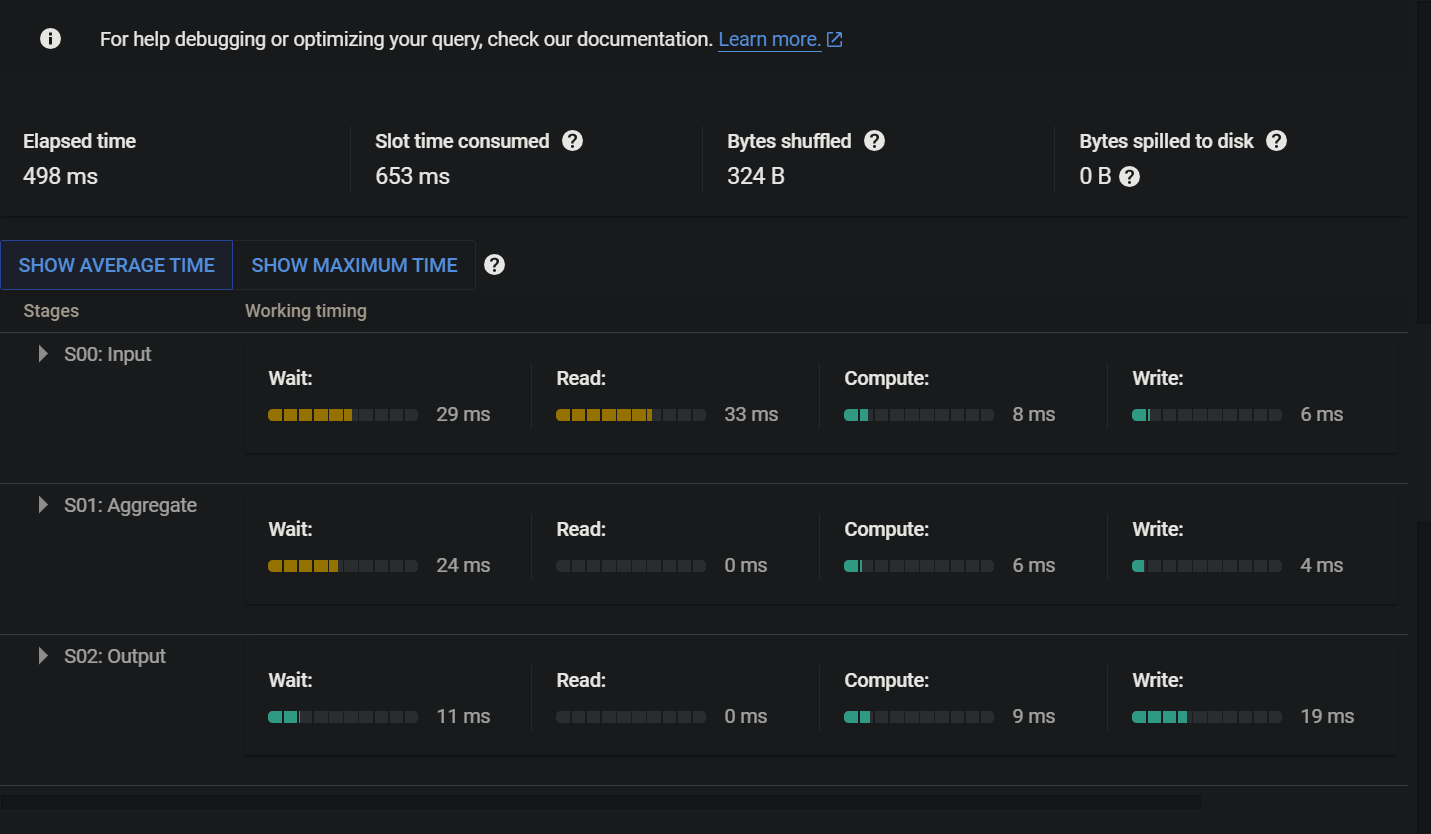 For help debugging or optimizing your query, check our documentation. Learn more.
Elapsed time
498 ms
Slot time consumed
653 ms
Bytes shuffled
324 B
Bytes spilled to disk
0 B
SHOW AVERAGE TIME
SHOW MAXIMUM TIME
Stages
Working timing
S00: Input
Wait:
29 ms
Read:
33 ms
Compute:
8 ms
Write:
6 ms
S01: Aggregate
Wait:
24 ms
Read:
0 ms
Compute:
6 ms
Write:
4 ms
S02: Output
Wait:
11 ms
Read:
0 ms
Compute:
9 ms
Write:
19 ms